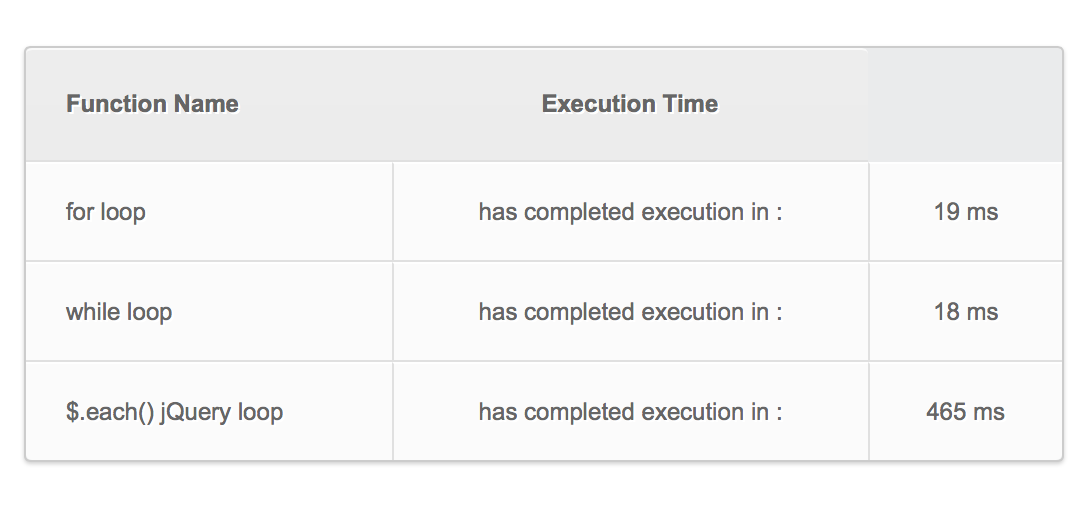 Function Name Execution Time
for loop has completed execution in : 19 ms
while loop has completed execution in : 18 ms
$.each() jQuery loop has completed execution in : 465 ms